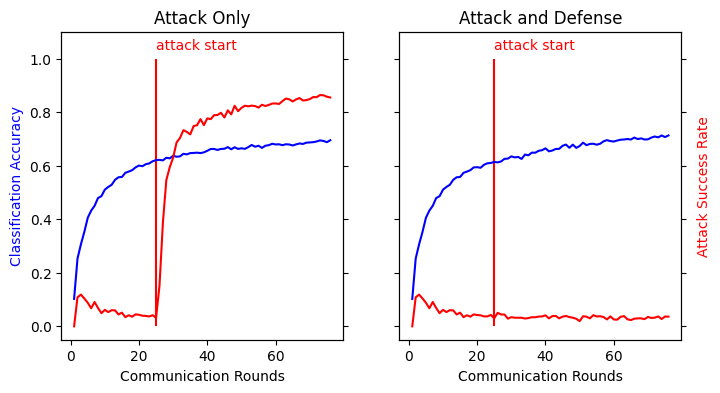 Attack Only
Attack and Defense
attack start
attack start
1.0
0.8
0.6
0.4
0.2
0.0
Classification Accuracy
Attack Success Rate
0
20
40
60
0
20
40
60
Communication Rounds
Communication Rounds